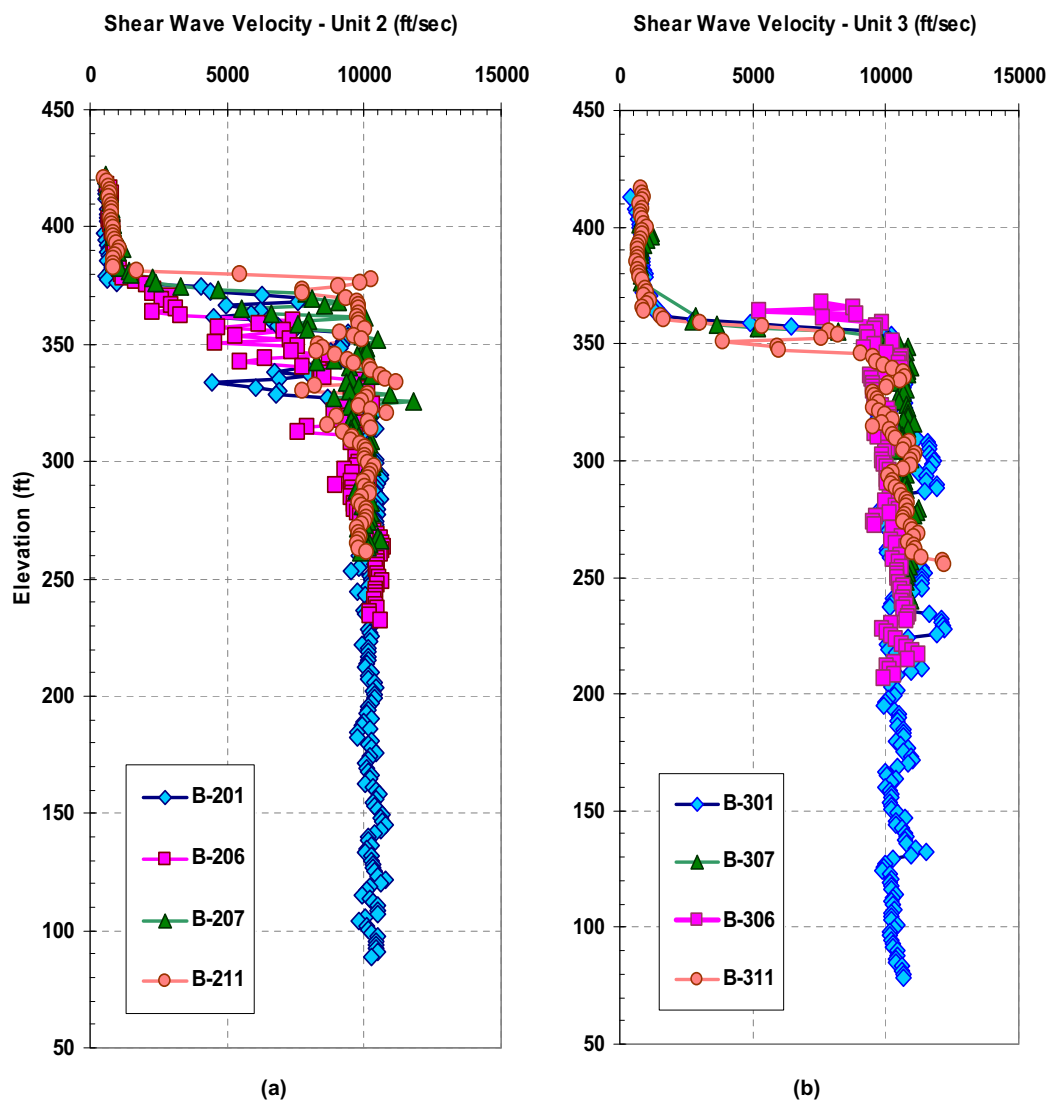 Shear Wave Velocity - Unit 2 (ft/sec)
0 5000 10000 15000
450
400
350
300
250
200
150
100
50
Elevation (ft)
B-201
B-206
B-207
B-211
(a)
Shear Wave Velocity - Unit 3 (ft/sec)
0 5000 10000 15000
450
400
350
300
250
200
150
100
50
B-301
B-307
B-306
B-311
(b)